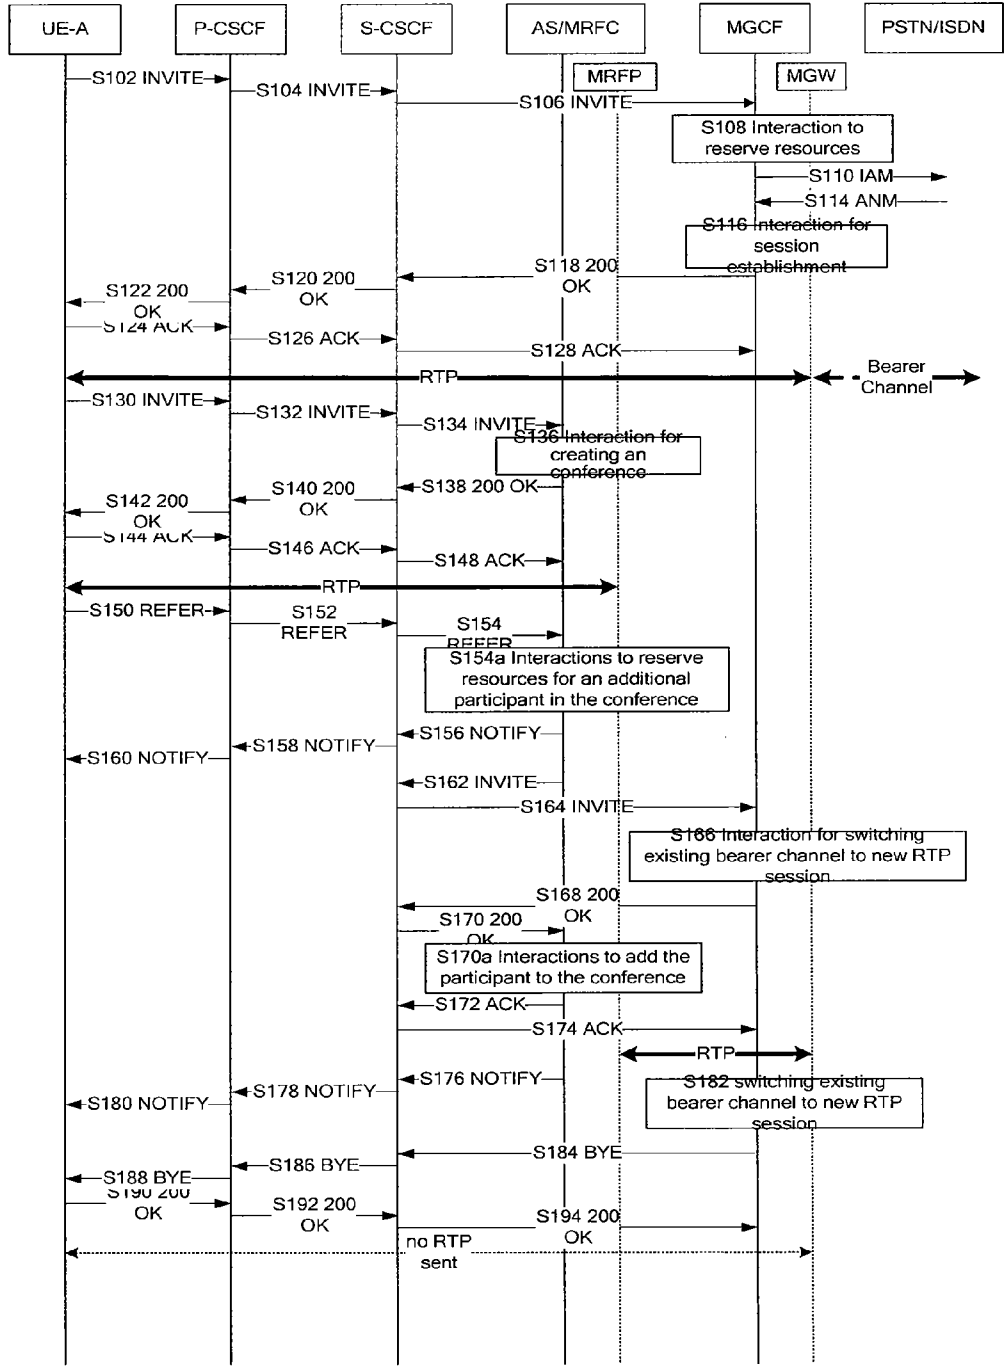 UE-A
P-CSCF
S-CSCF
AS/MRFC
MGCF
PSTN/ISDN
MRFP
MGW
S102 INVITE
S104 INVITE
S106 INVITE
S108 Interaction to
reserve resources
S110 IAM
S114 ANM
S116 Interaction for
session
establishment
S118 200
OK
S120 200
OK
S122 200
OK
S124 ACK
S126 ACK
S128 ACK
RTP
Bearer
Channel
S130 INVITE
S132 INVITE
S134 INVITE
S136 Interaction for
creating an
conference
S138 200 OK
S140 200
OK
S142 200
OK
S144 ACK
S146 ACK
S148 ACK
RTP
S150 REFER
S152
REFER
S154
REFER
S154a Interactions to reserve
resources for an additional
participant in the conference
S156 NOTIFY
S158 NOTIFY
S160 NOTIFY
S162 INVITE
S164 INVITE
S166 Interaction for switching
existing bearer channel to new RTP
session
S168 200
OK
S170 200
OK
S170a Interactions to add the
participant to the conference
S172 ACK
S174 ACK
RTP
S176 NOTIFY
S178 NOTIFY
S180 NOTIFY
S182 switching existing
bearer channel to new RTP
session
S184 BYE
S186 BYE
S188 BYE
S190 200
OK
S192 200
OK
S194 200
OK
no RTP
sent